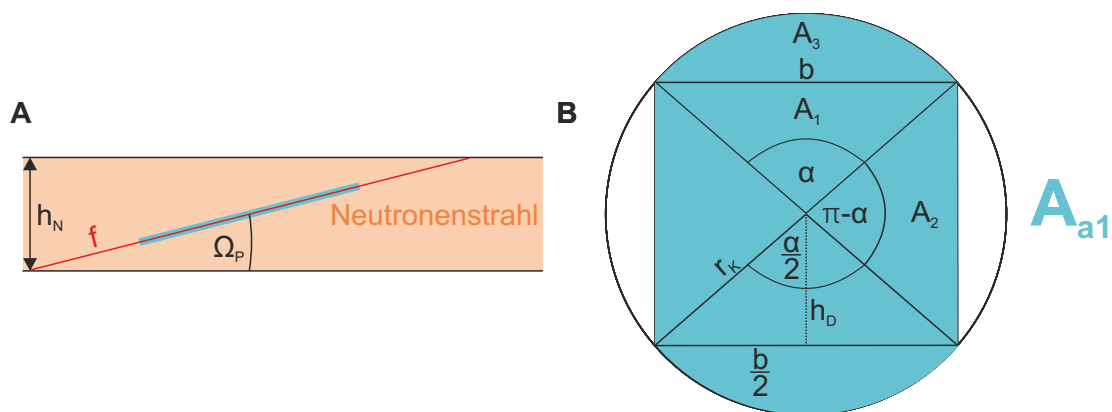 A
h_N
f
Ω_P
Neutronenstrahl
B
A_3
b
A_1
α
π-α
A_2
r_K
α/2
h_D
b/2
A_a1